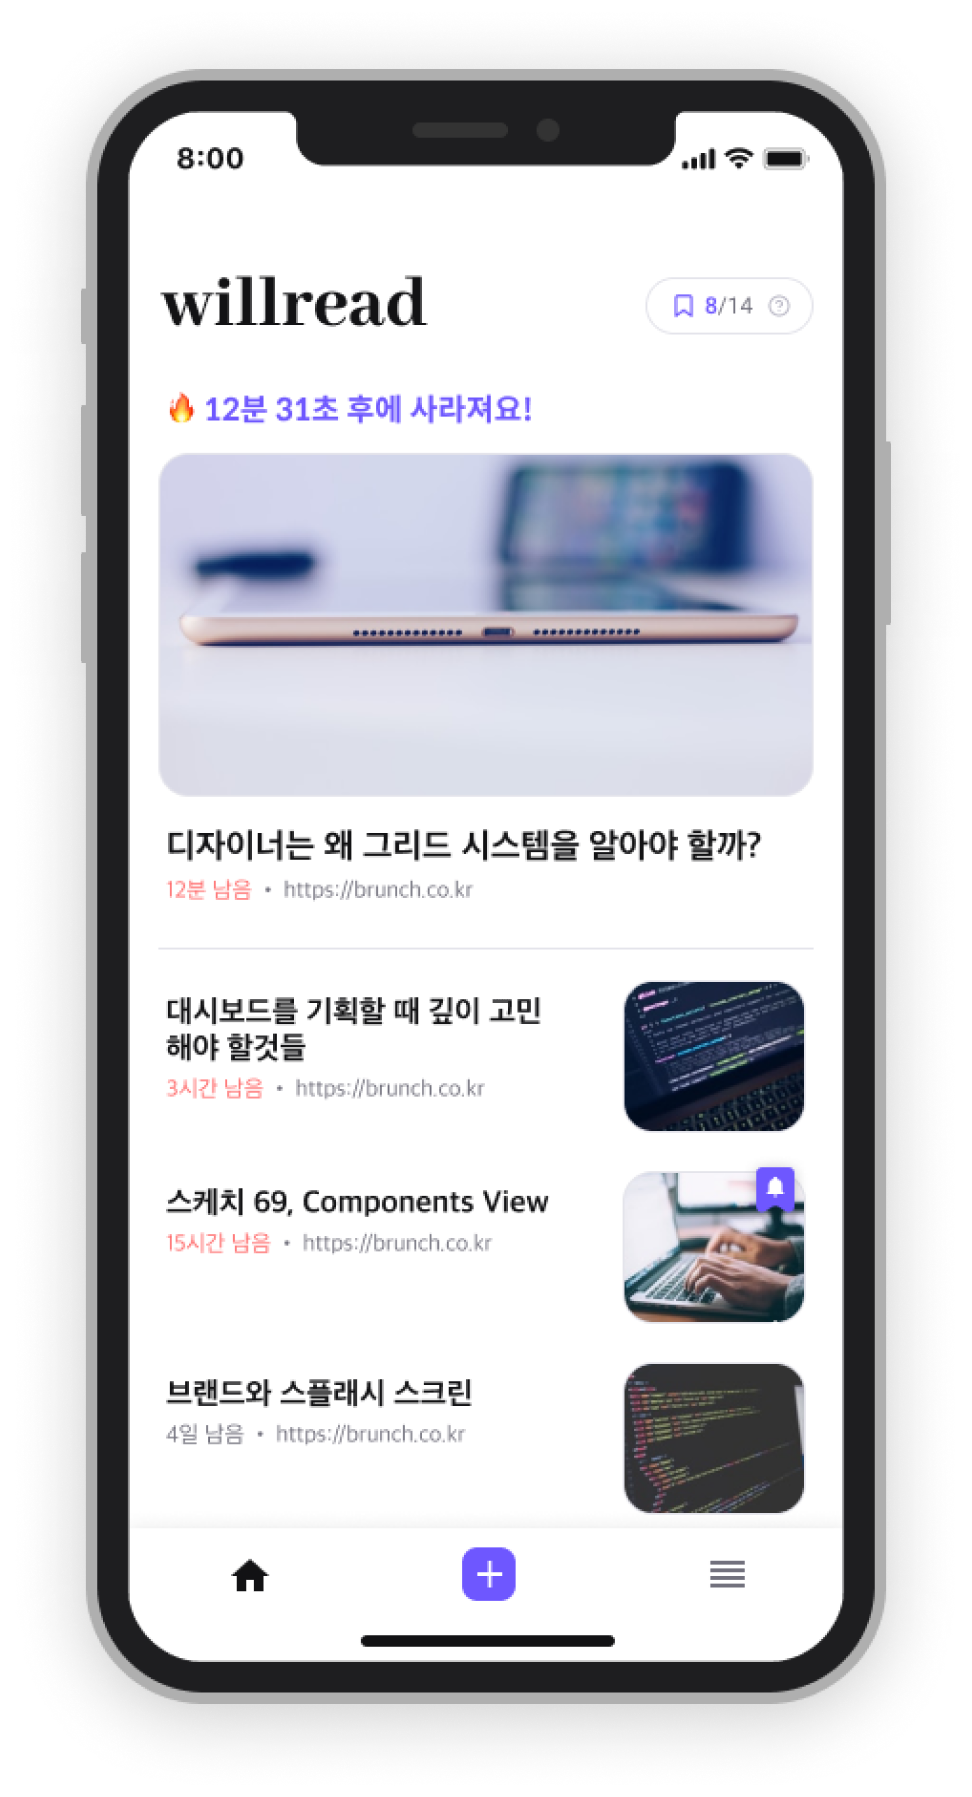 8:00
willread
8/14 ?
🔥 12분 31초 후에 사라져요!
디자이너는 왜 그리드 시스템을 알아야 할까?
12분 남음 • https://brunch.co.kr
대시보드를 기획할 때 깊이 고민
해야 할것들
3시간 남음 • https://brunch.co.kr
스케치 69, Components View
15시간 남음 • https://brunch.co.kr
브랜드와 스플래시 스크린
4일 남음 • https://brunch.co.kr